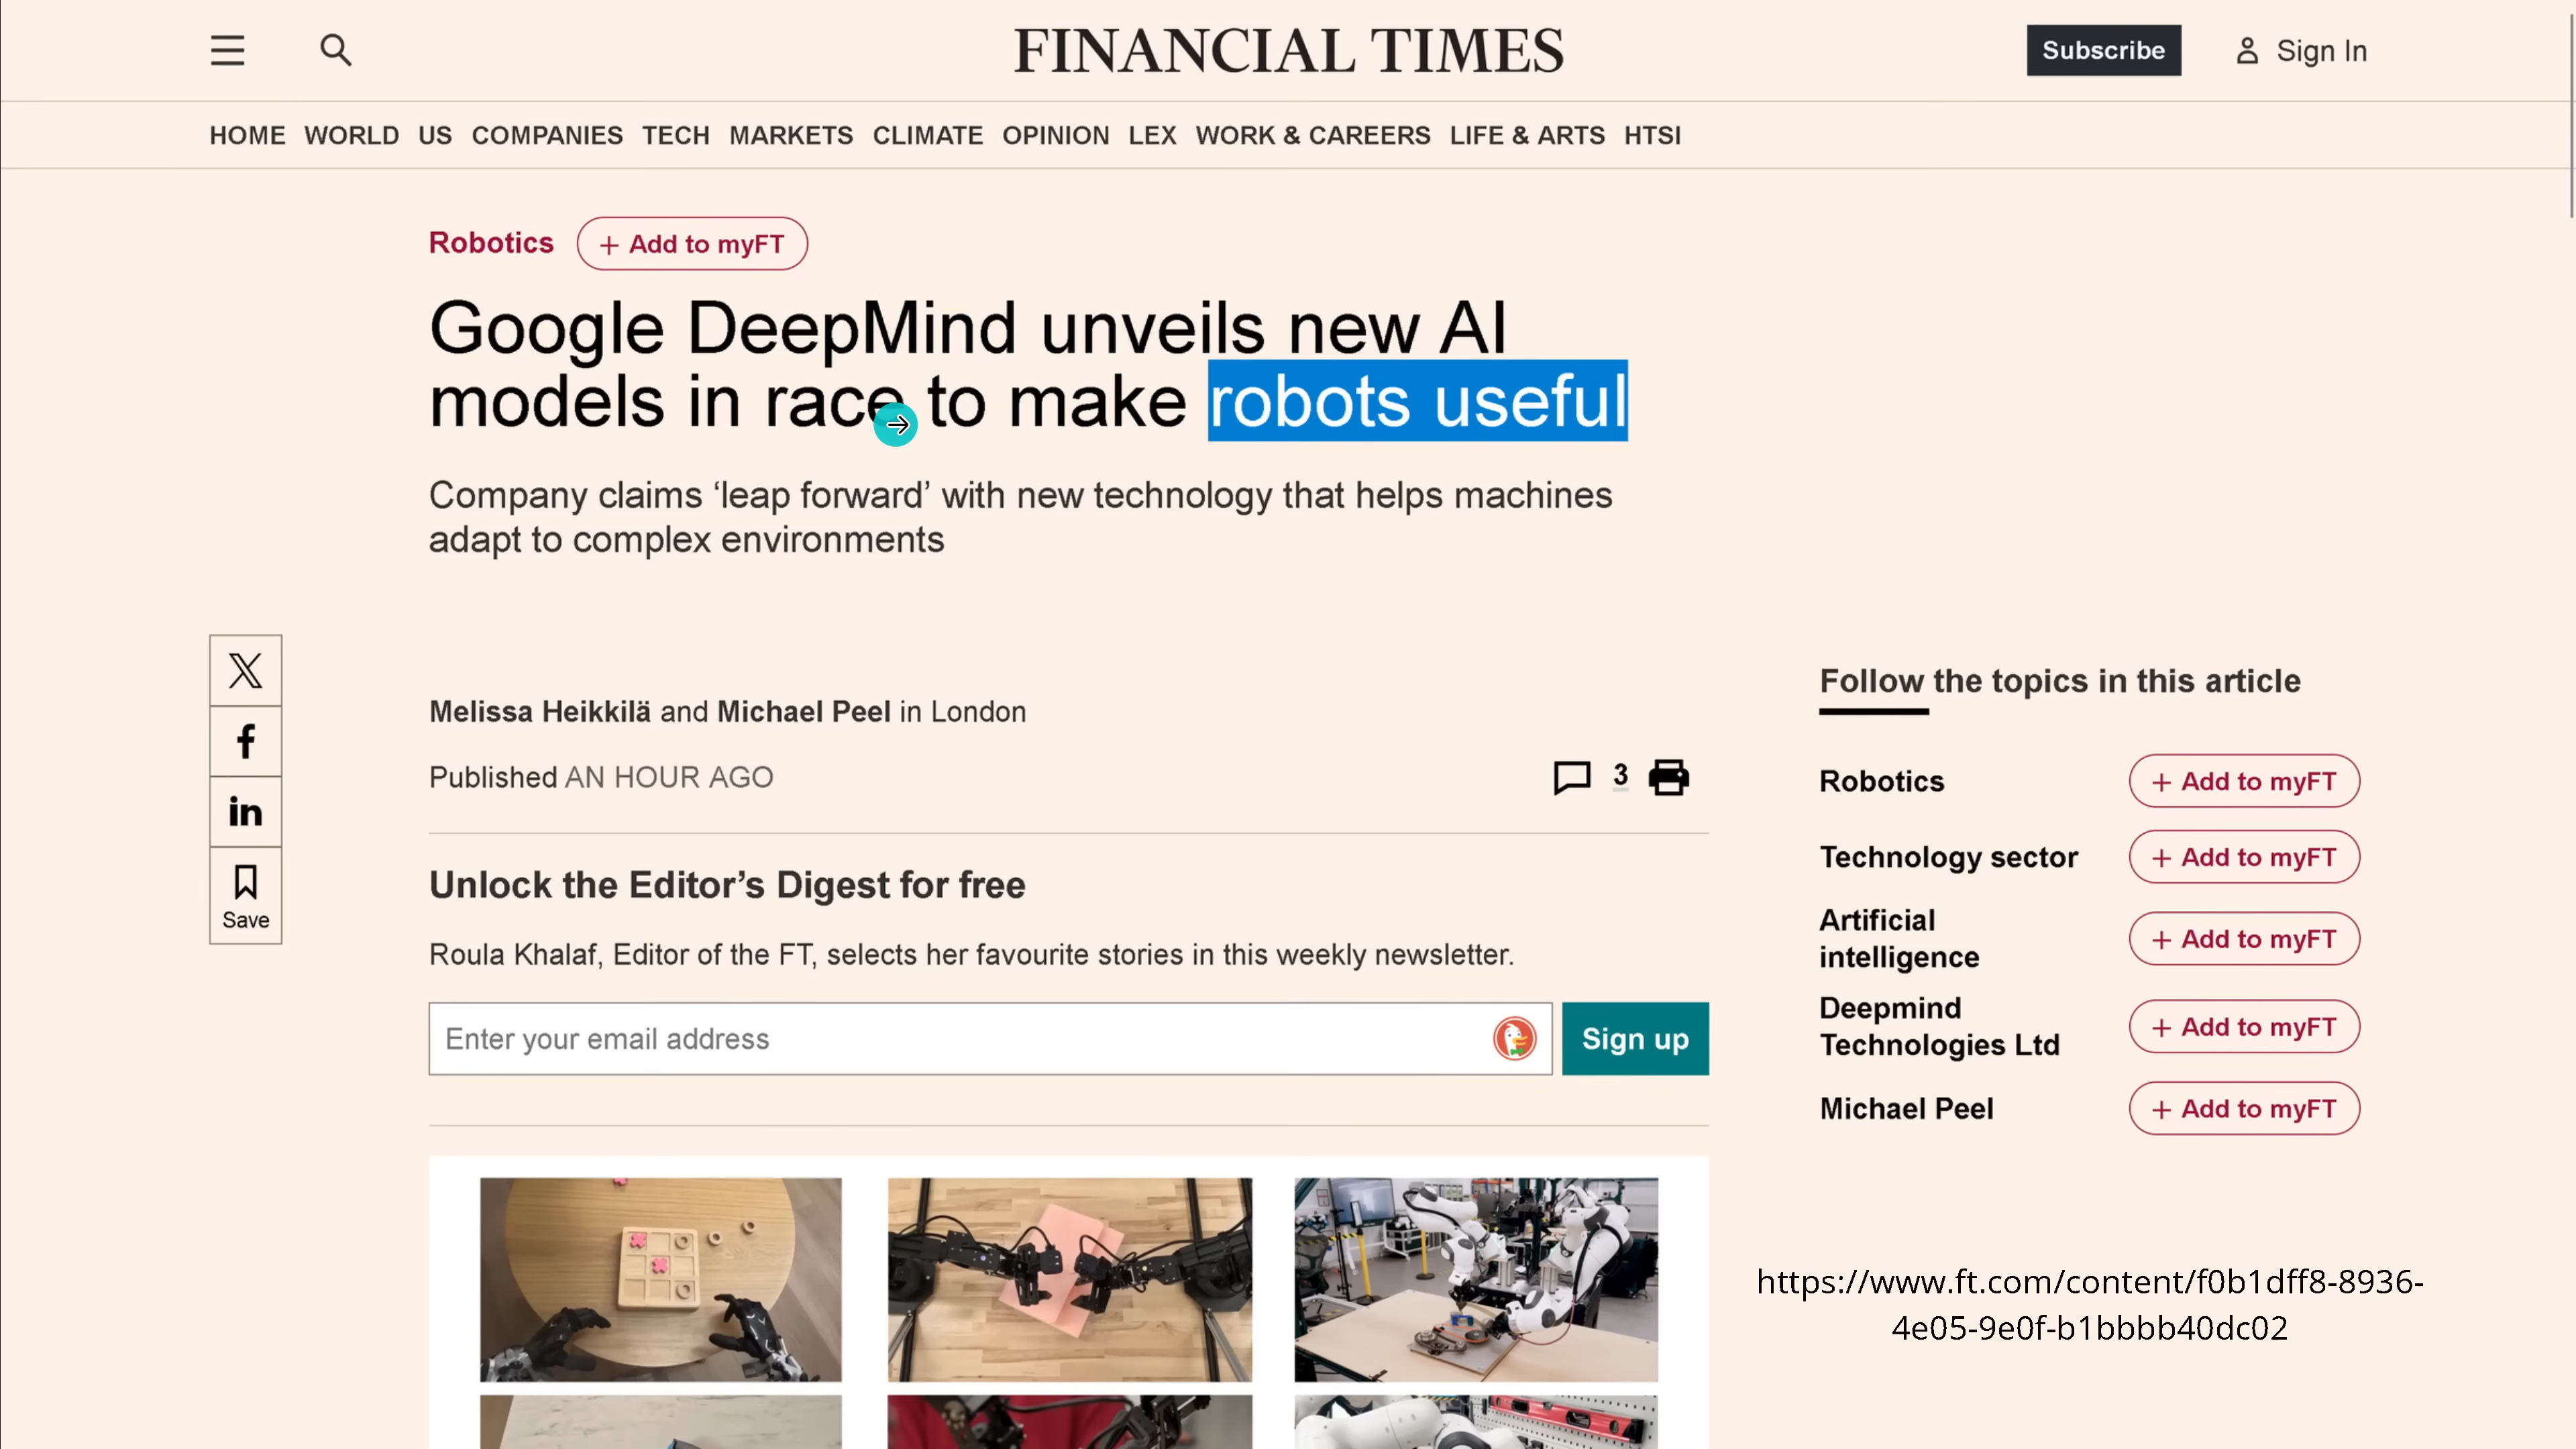 FINANCIAL TIMES
Subscribe
Sign In
HOME WORLD US COMPANIES TECH MARKETS CLIMATE OPINION LEX WORK & CAREERS LIFE & ARTS HTSI
Robotics
+ Add to myFT
Google DeepMind unveils new AI
models in race to make robots useful
Company claims ‘leap forward’ with new technology that helps machines
adapt to complex environments
Save
Melissa Heikkilä and Michael Peel in London
Published AN HOUR AGO
3
Unlock the Editor’s Digest for free
Roula Khalaf, Editor of the FT, selects her favourite stories in this weekly newsletter.
Enter your email address
Sign up
Follow the topics in this article
Robotics
+ Add to myFT
Technology sector
+ Add to myFT
Artificial
intelligence
+ Add to myFT
Deepmind
Technologies Ltd
+ Add to myFT
Michael Peel
+ Add to myFT
https://www.ft.com/content/f0b1dff8-8936-
4e05-9e0f-b1bbbb40dc02